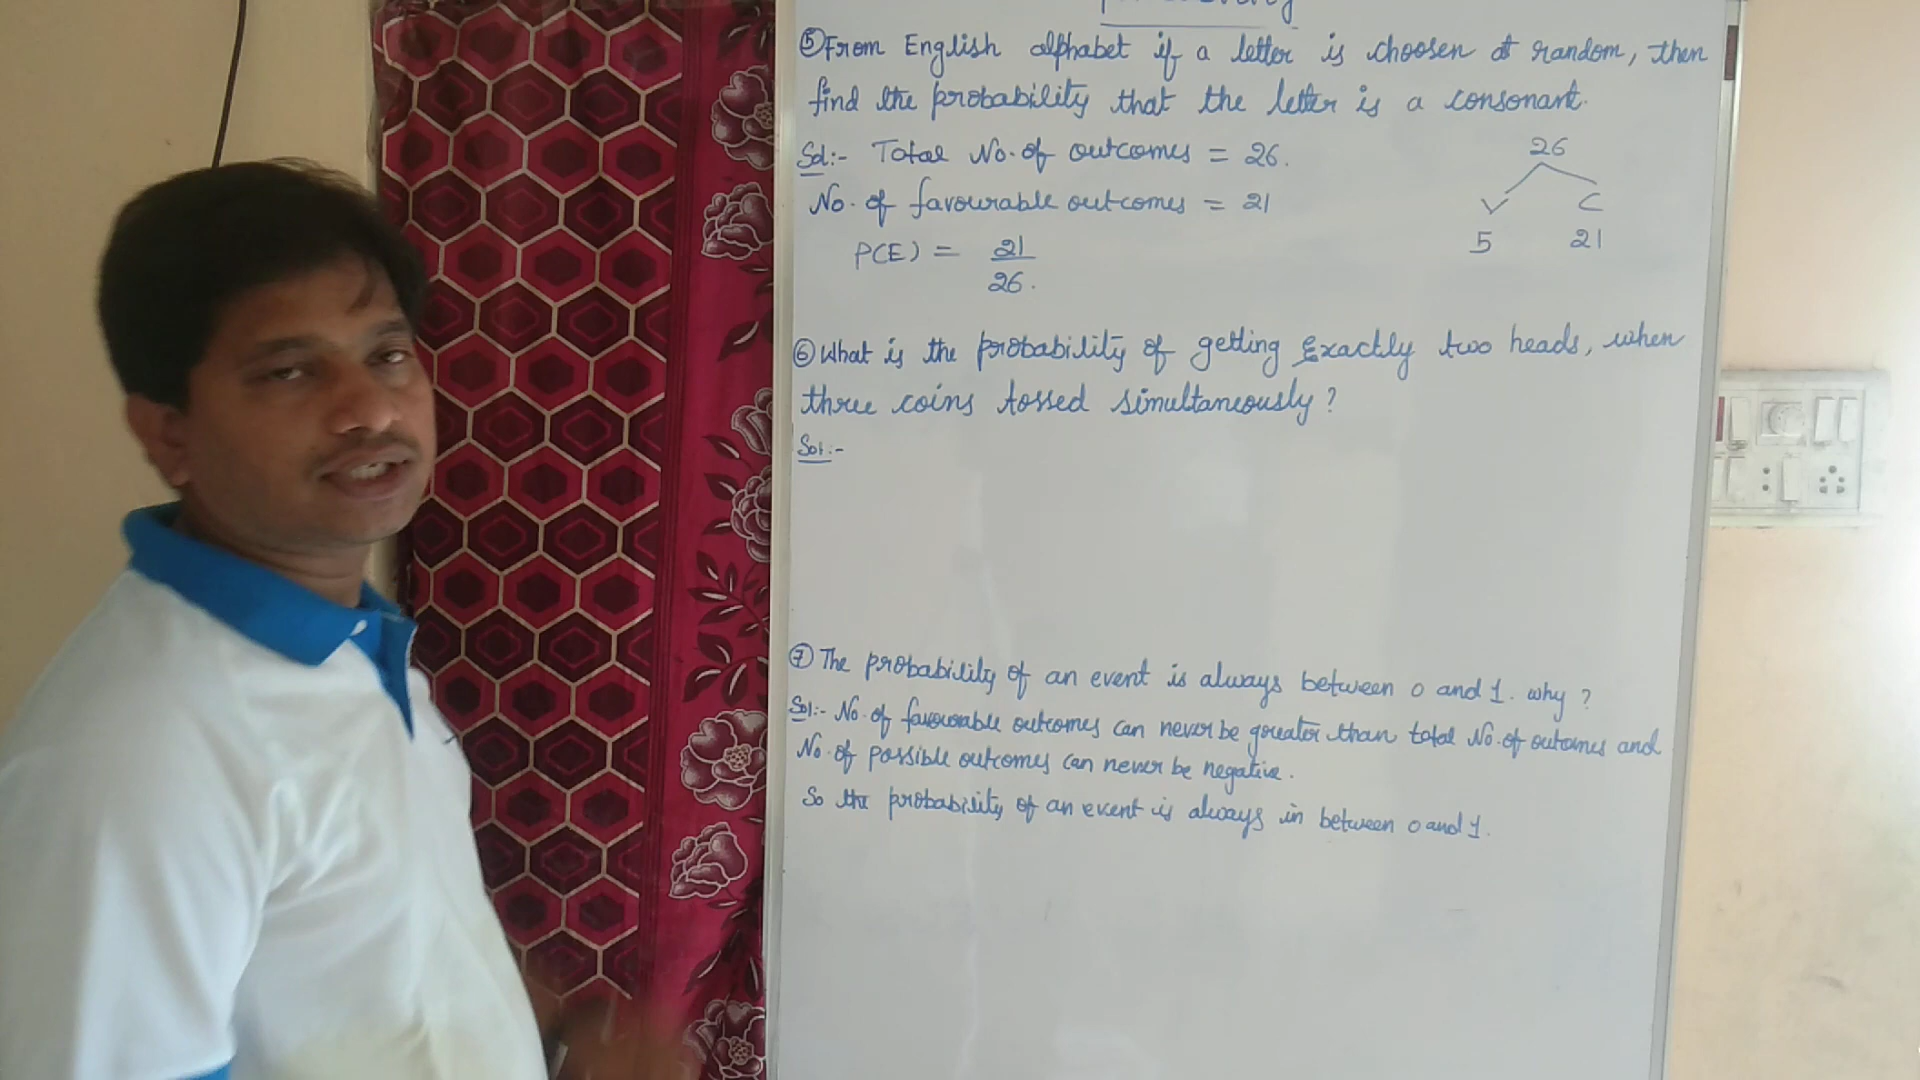 ⑤ From English alphabet if a letter is choosen at random, then
find the probability that the letter is a consonant.
Sol:- Total No. of outcomes = 26.
No. of favourable outcomes = 21
P(E) = 21
26.
26
V C
5 21
⑥ What is the probability of getting Exactly two heads, when
three coins tossed simultaneously?
Sol:-
⑦ The probability of an event is always between 0 and 1. why?
Sol:- No. of favourable outcomes can never be greater than total No. of outcomes and
No. of possible outcomes can never be negative.
So the probability of an event is always in between 0 and 1.